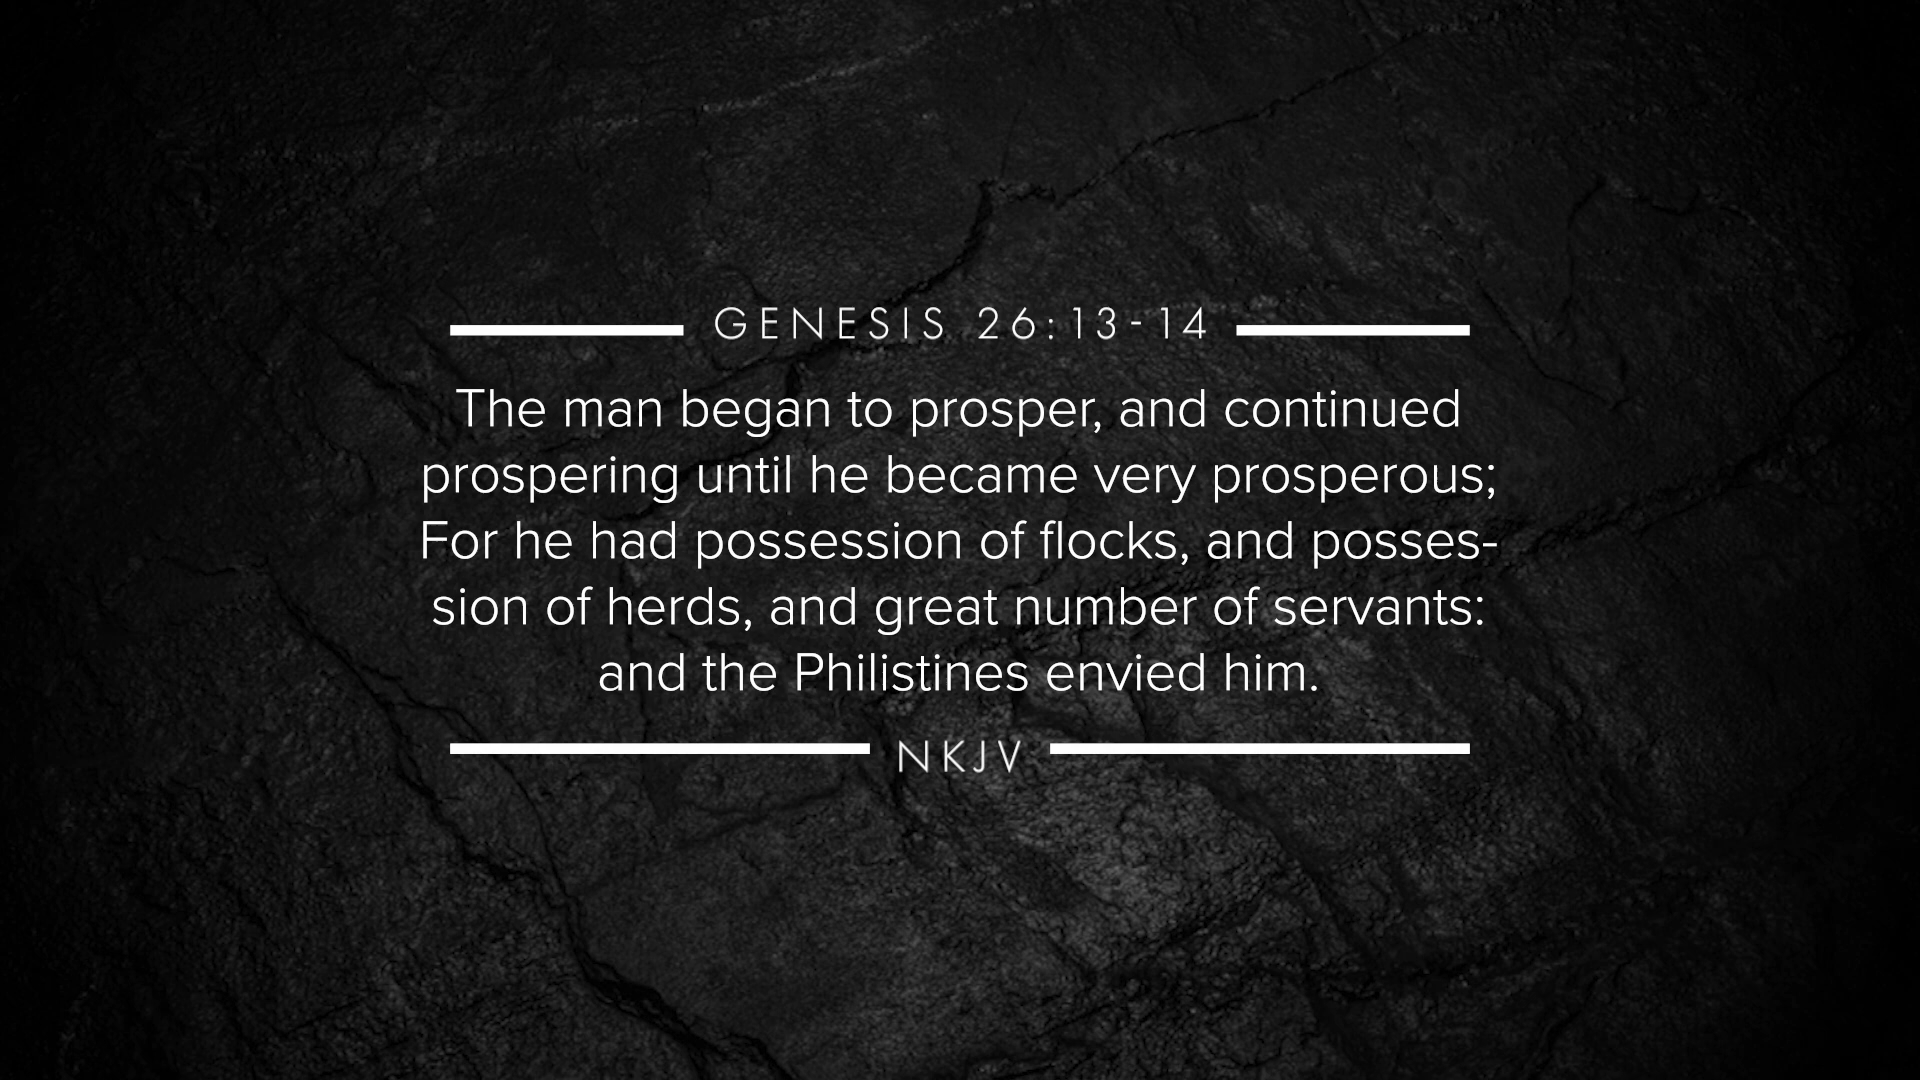 GENESIS 26:13-14
The man began to prosper, and continued
prospering until he became very prosperous;
For he had possession of flocks, and posses-
sion of herds, and great number of servants:
and the Philistines envied him.
NKJV